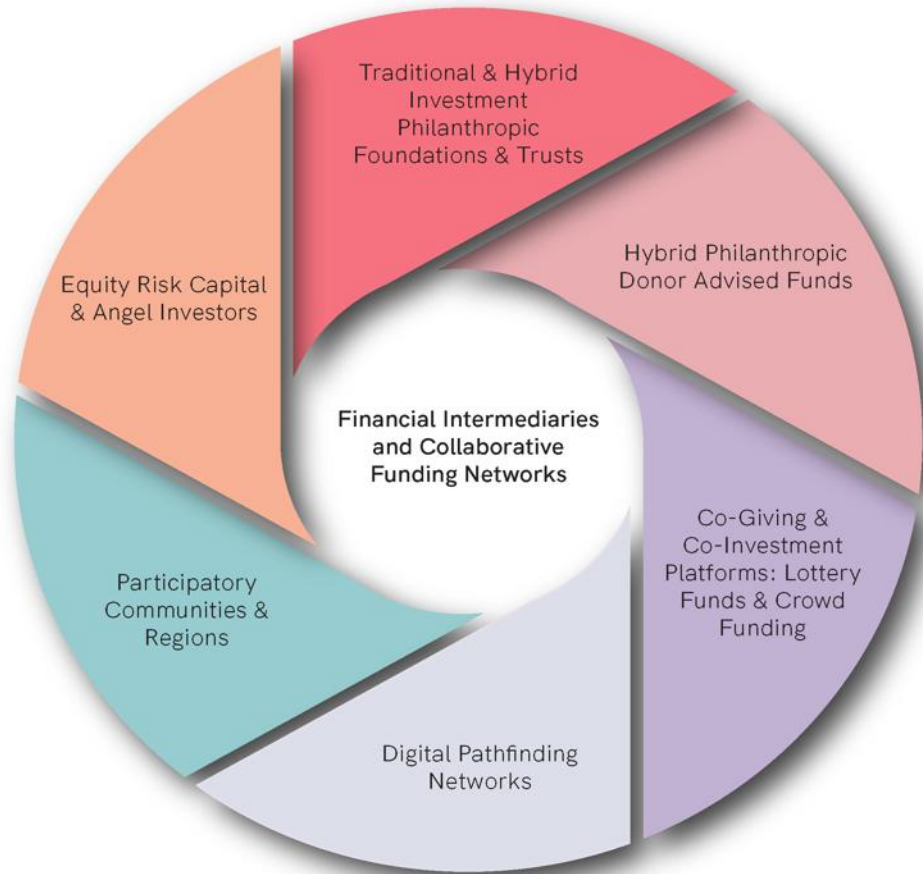 Traditional & Hybrid
Investment
Philanthropic
Foundations & Trusts
Hybrid Philanthropic
Donor Advised Funds
Co-Giving &
Co-Investment
Platforms: Lottery
Funds & Crowd
Funding
Digital Pathfinding
Networks
Participatory
Communities &
Regions
Equity Risk Capital
& Angel Investors
Financial Intermediaries
and Collaborative
Funding Networks